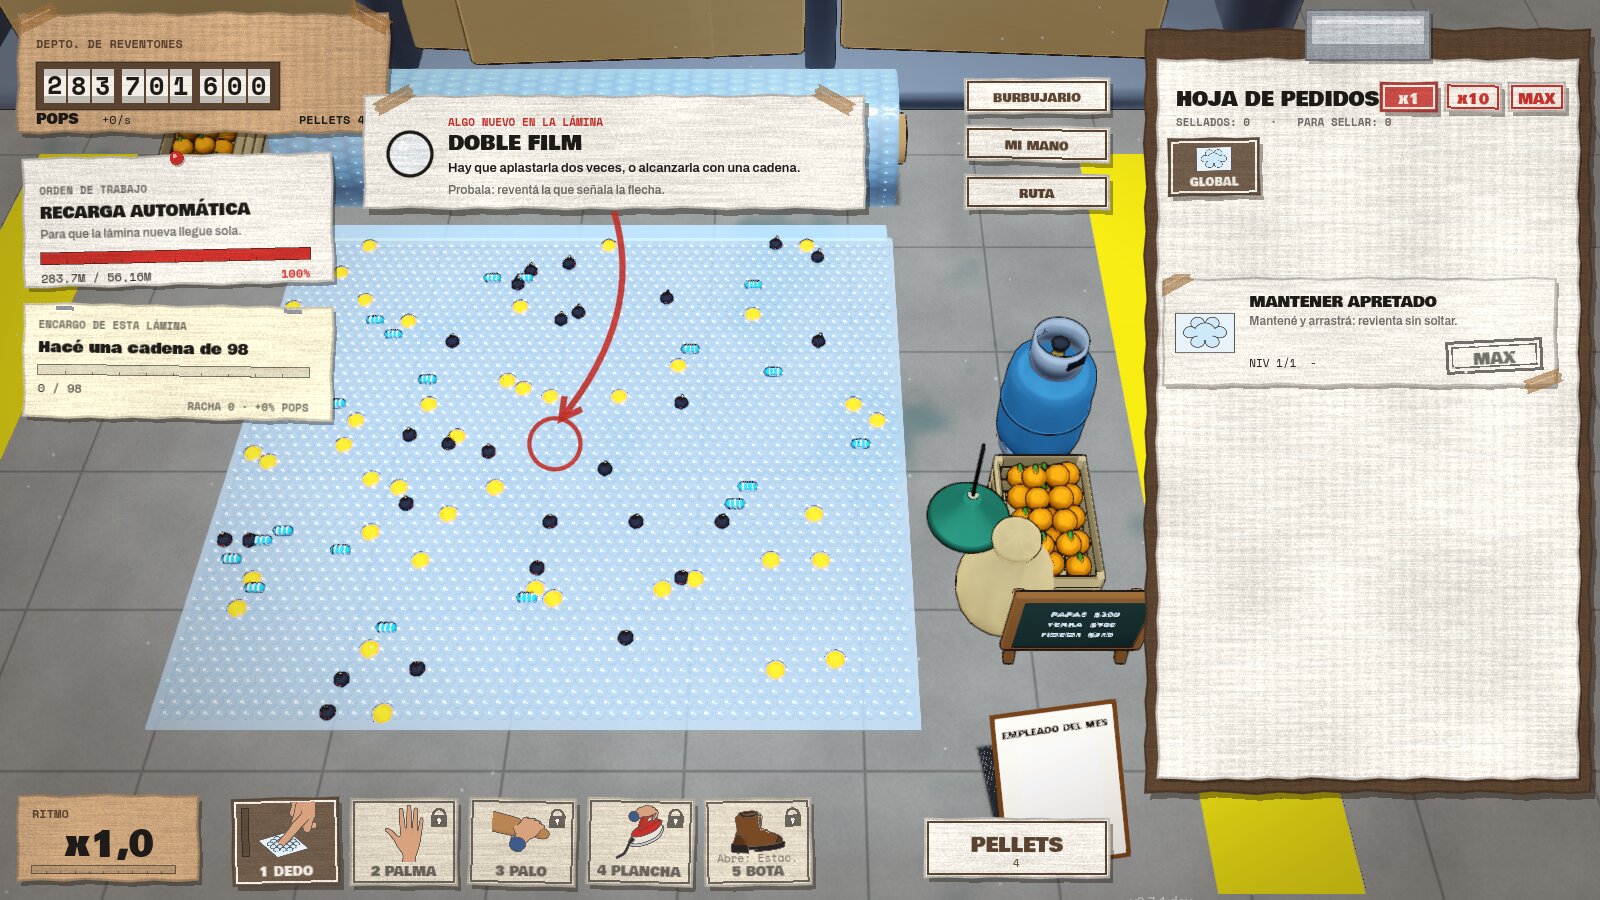 DEPTO. DE REVENTONES
283 701 600
POPS +0/s PELLETS 4
ORDEN DE TRABAJO
RECARGA AUTOMÁTICA
Para que la lámina nueva llegue sola.
283.7M / 56.16M 100%
ENCARGO DE ESTA LÁMINA
Hacé una cadena de 98
0 / 98
RACHA 0 · +0% POPS
ALGO NUEVO EN LA LÁMINA
DOBLE FILM
Hay que aplastarla dos veces, o alcanzarla con una cadena.
Probala: reventá la que señala la flecha.
BURBUJARIO
MI MANO
RUTA
HOJA DE PEDIDOS x1 x10 MAX
SELLADOS: 0 · PARA SELLAR: 0
GLOBAL
MANTENER APRETADO
Mantené y arrastrá: revienta sin soltar.
NIV 1/1 - MAX
EMPLEADO DEL MES
RITMO
x1,0
1 DEDO
2 PALMA
3 PALO
4 PLANCHA
Abre: Estac.
5 BOTA
PELLETS
4